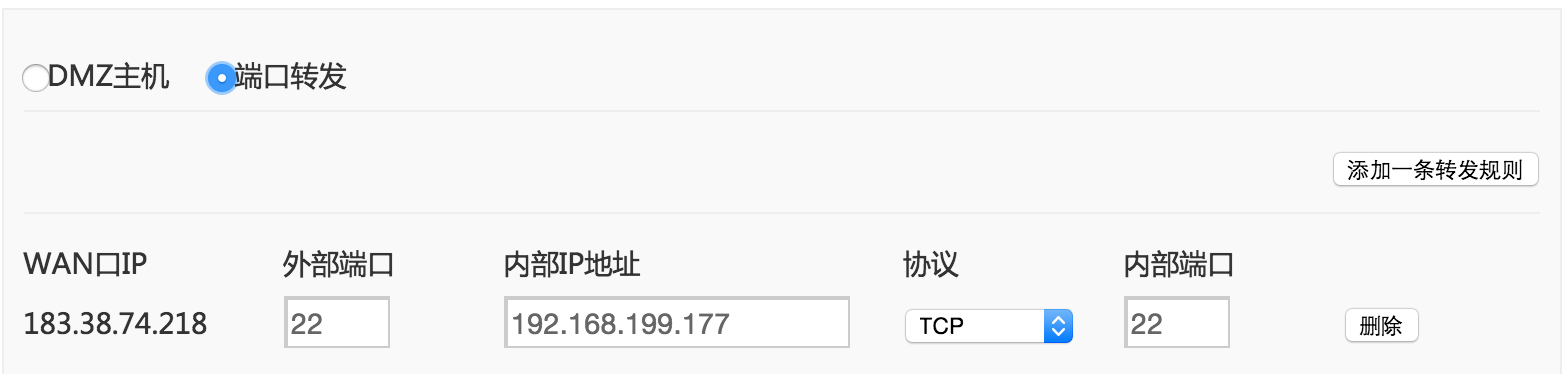 DMZ主机 端口转发
添加一条转发规则
WAN口IP 外部端口 内部IP地址 协议 内部端口
183.38.74.218 22 192.168.199.177 TCP 22 删除